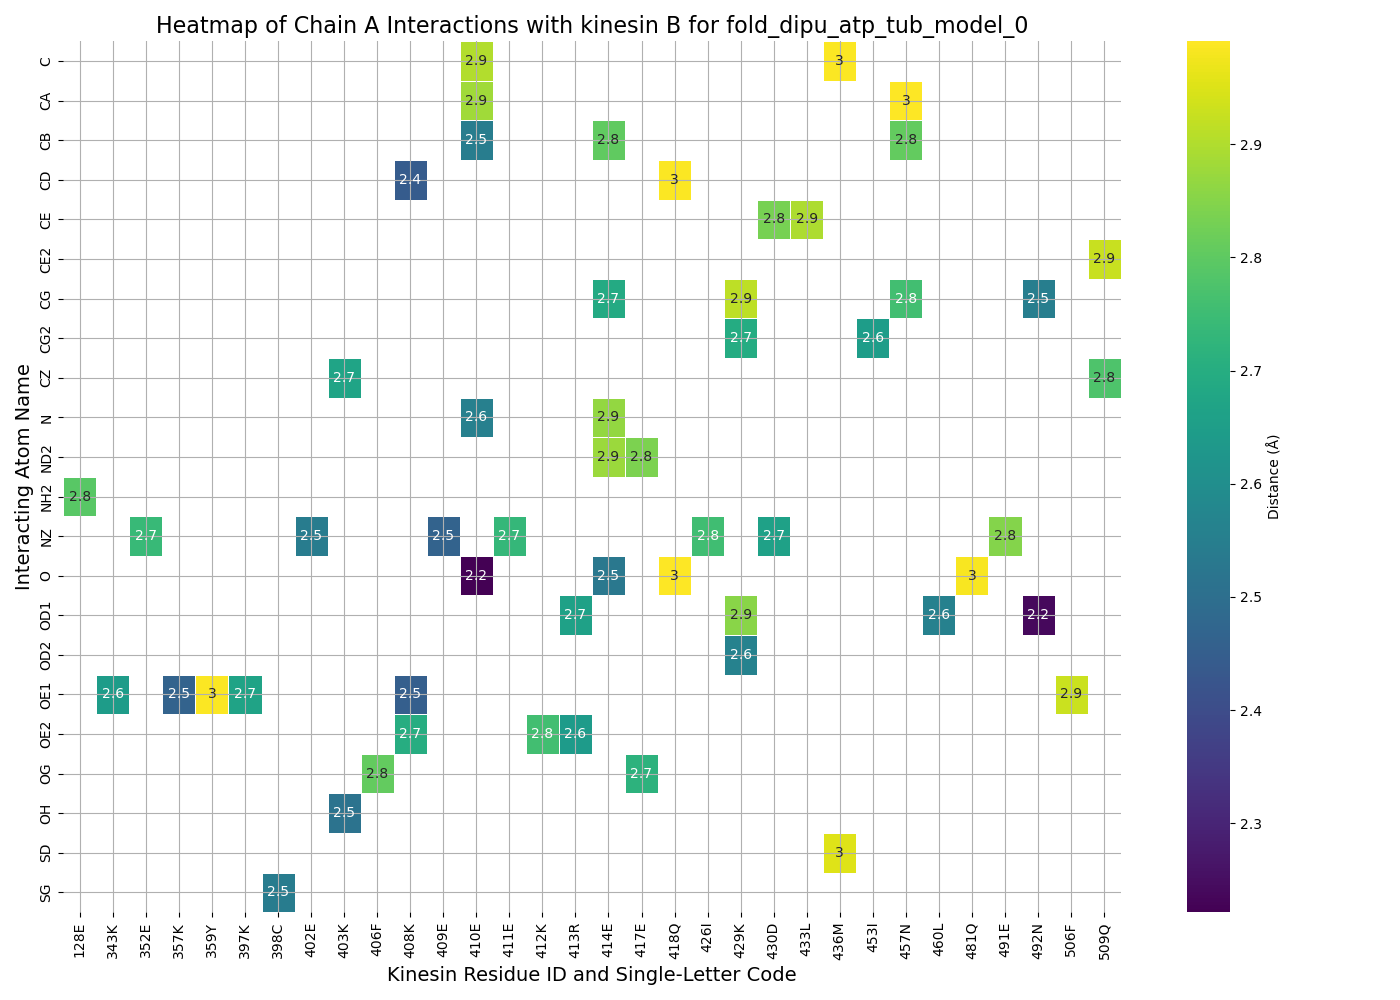 Heatmap of Chain A Interactions with kinesin B for fold_dipu_atp_tub_model_0
C 2.9 3
CA 2.9 3
CB 2.5 2.8 2.8
CD 2.4 3
CE 2.8 2.9
CE2 2.9
CG 2.7 2.9 2.8 2.5
CG2 2.7 2.6
CZ 2.7 2.8
N 2.6 2.9
ND2 2.9 2.8
NH2 2.8
NZ 2.7 2.5 2.5 2.7 2.8 2.7 2.8
O 2.2 2.5 3 3
OD1 2.7 2.9 2.6 2.2
OD2 2.6
OE1 2.6 2.5 3 2.7 2.5 2.9
OE2 2.7 2.8 2.6
OG 2.8 2.7
OH 2.5
SD 3
SG 2.5
Interacting Atom Name
128E 343K 352E 357K 359Y 397K 398C 402E 403K 406F 408K 409E 410E 411E 412K 413R 414E 417E 418Q 426I 429K 430D 433L 436M 453I 457N 460L 481Q 491E 492N 506F 509Q
Kinesin Residue ID and Single-Letter Code
2.9
2.8
2.7
2.6
2.5
2.4
2.3
Distance (Å)